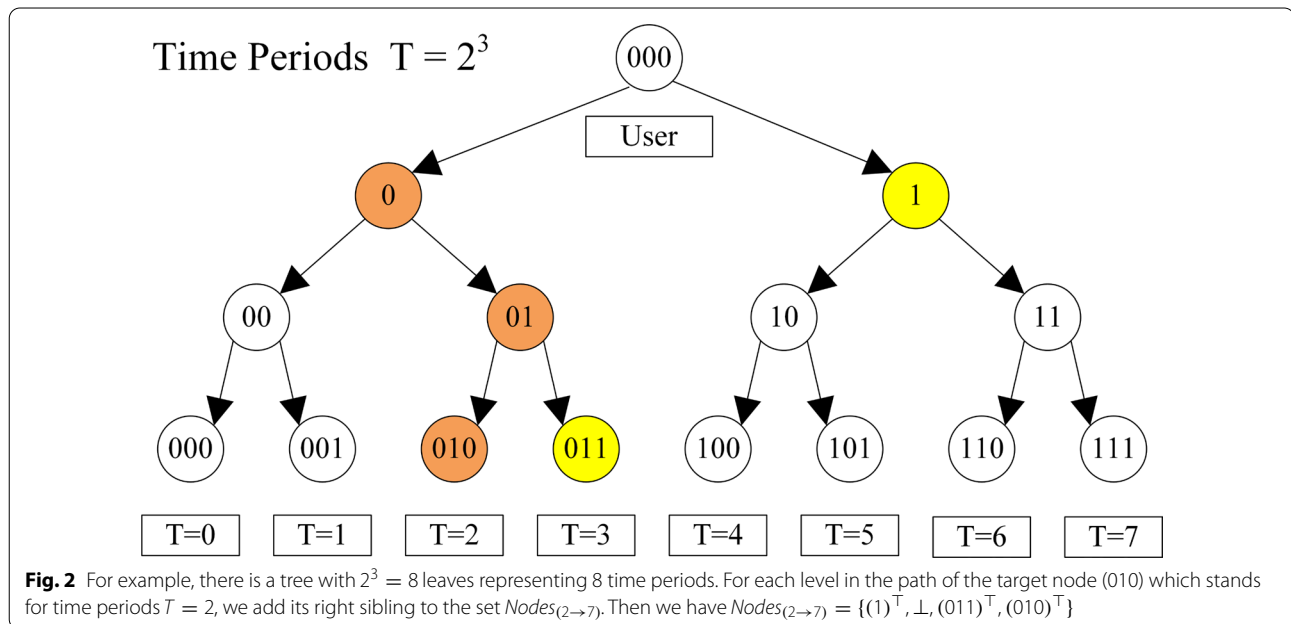 Time Periods T = 2³
000
User
0 1
00 01 10 11
000 001 010 011 100 101 110 111
T=0 T=1 T=2 T=3 T=4 T=5 T=6 T=7
Fig. 2 For example, there is a tree with 2³ = 8 leaves representing 8 time periods. For each level in the path of the target node (010) which stands
for time periods T = 2, we add its right sibling to the set Nodes₍₂→₇₎. Then we have Nodes₍₂→₇₎ = {(1)⊤, ⊥, (011)⊤, (010)⊤}